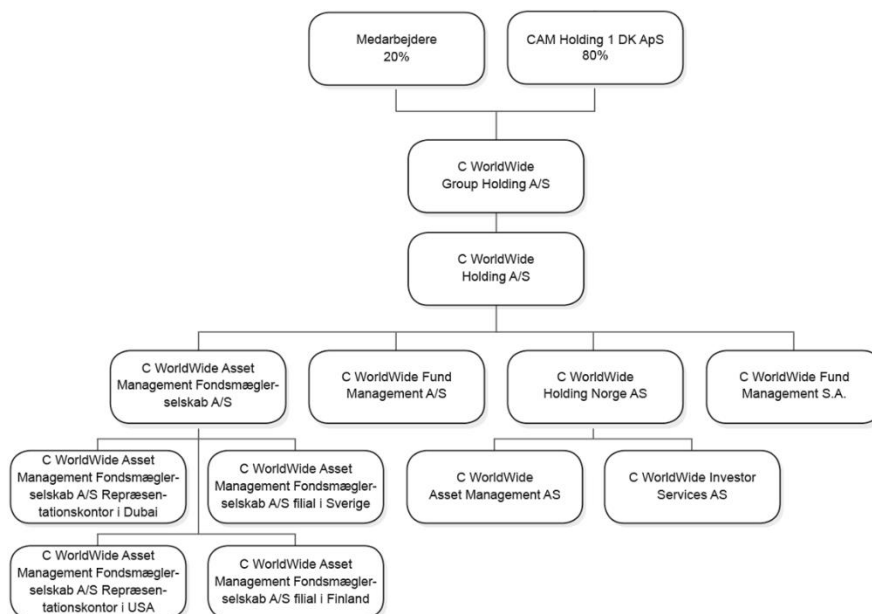 Medarbejdere
20%
CAM Holding 1 DK ApS
80%
C WorldWide
Group Holding A/S
C WorldWide
Holding A/S
C WorldWide Asset
Management Fondsmægler-
selskab A/S
C WorldWide Fund
Management A/S
C WorldWide
Holding Norge AS
C WorldWide Fund
Management S.A.
C WorldWide Asset
Management Fondsmægler-
selskab A/S Repræsen-
tationskontor i Dubai
C WorldWide Asset
Management Fondsmægler-
selskab A/S filial i Sverige
C WorldWide
Asset Management AS
C WorldWide Investor
Services AS
C WorldWide Asset
Management Fondsmægler-
selskab A/S Repræsen-
tationskontor i USA
C WorldWide Asset
Management Fondsmægler-
selskab A/S filial i Finland